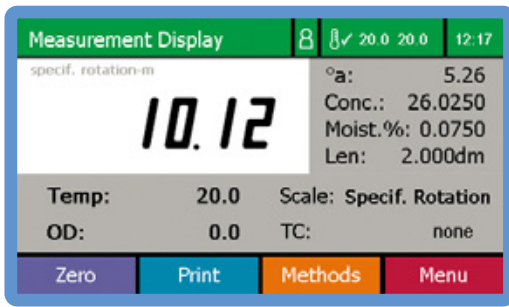 Measurement Display 8 20.0 20.0 12:17
specif. rotation-m
10.12
°a: 5.26
Conc.: 26.0250
Moist.%: 0.0750
Len: 2.000dm
Temp: 20.0 Scale: Specif. Rotation
OD: 0.0 TC: none
Zero Print Methods Menu